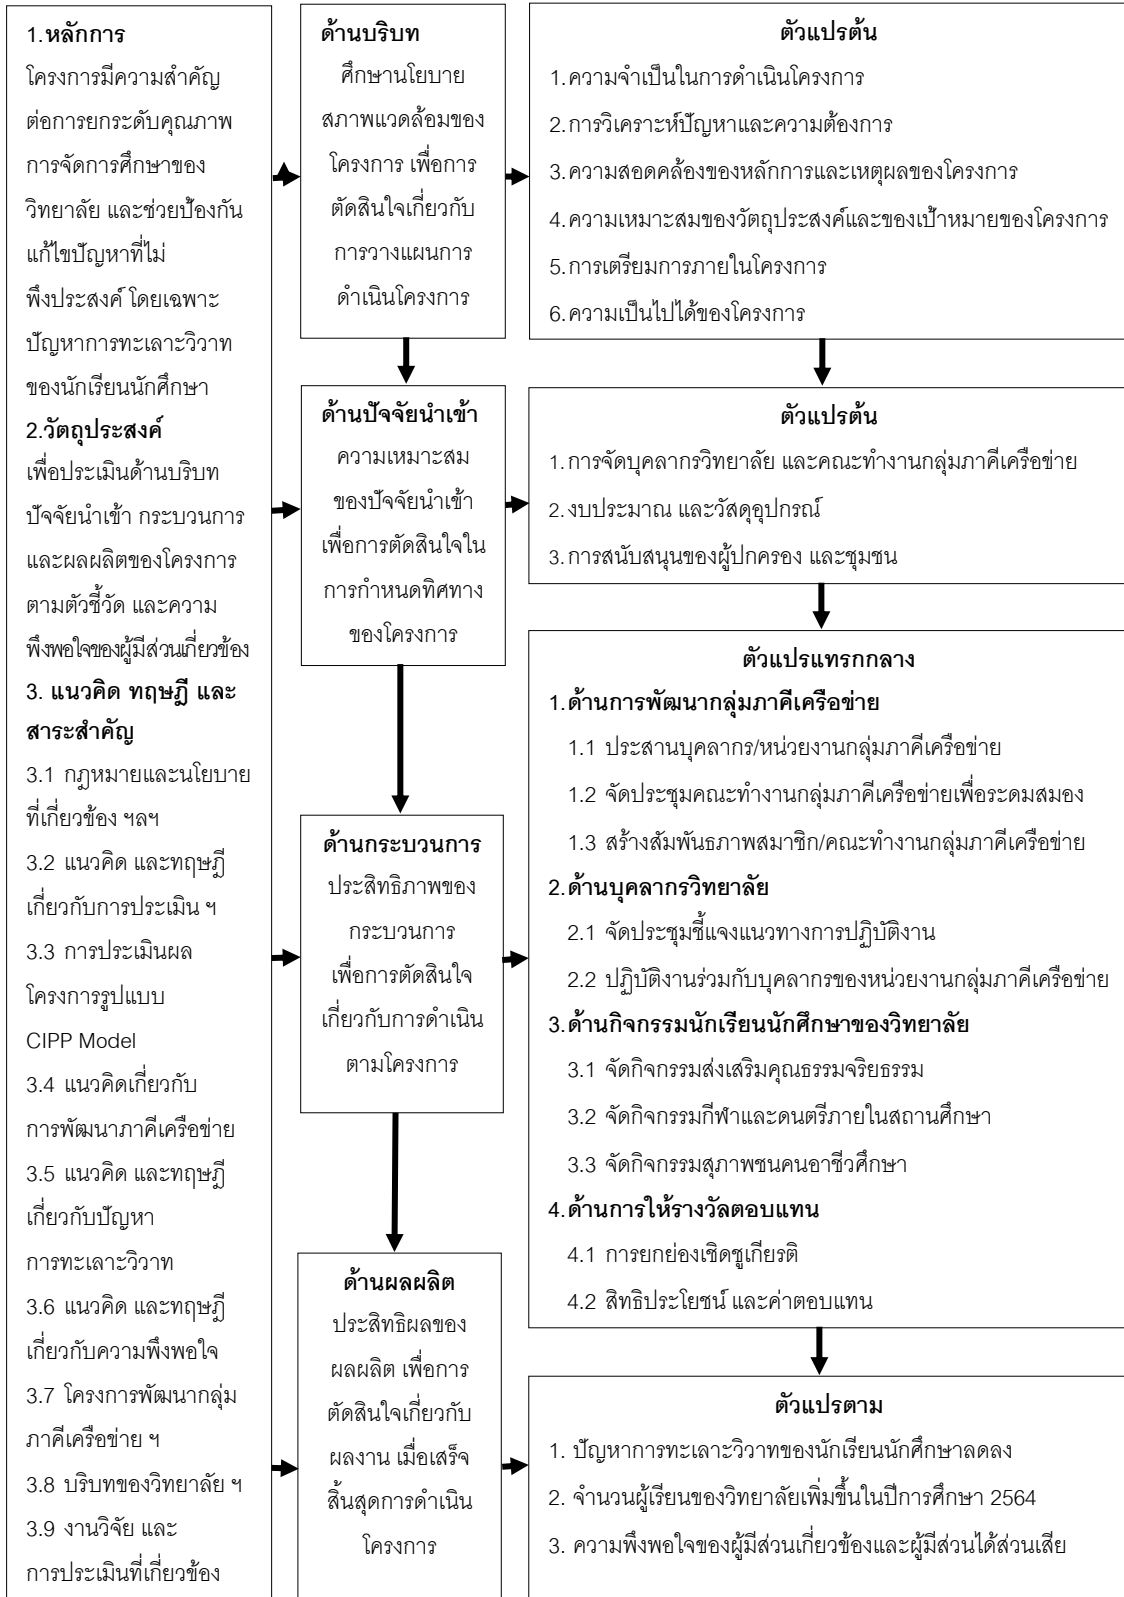 1.หลักการ
โครงการมีความสำคัญ
ต่อการยกระดับคุณภาพ
การจัดการศึกษาของ
วิทยาลัย และช่วยป้องกัน
แก้ไขปัญหาที่ไม่
พึงประสงค์ โดยเฉพาะ
ปัญหาการทะเลาะวิวาท
ของนักเรียนนักศึกษา
2.วัตถุประสงค์
เพื่อประเมินด้านบริบท
ปัจจัยนำเข้า กระบวนการ
และผลผลิตของโครงการ
ตามตัวชี้วัด และความ
พึงพอใจของผู้มีส่วนเกี่ยวข้อง
3. แนวคิด ทฤษฎี และ
สาระสำคัญ
3.1 กฎหมายและนโยบาย
ที่เกี่ยวข้อง ฯลฯ
3.2 แนวคิด และทฤษฎี
เกี่ยวกับการประเมิน ฯ
3.3 การประเมินผล
โครงการรูปแบบ
CIPP Model
3.4 แนวคิดเกี่ยวกับ
การพัฒนาภาคีเครือข่าย
3.5 แนวคิด และทฤษฎี
เกี่ยวกับปัญหา
การทะเลาะวิวาท
3.6 แนวคิด และทฤษฎี
เกี่ยวกับความพึงพอใจ
3.7 โครงการพัฒนากลุ่ม
ภาคีเครือข่าย ฯ
3.8 บริบทของวิทยาลัย ฯ
3.9 งานวิจัย และ
การประเมินที่เกี่ยวข้อง
ด้านบริบท
ศึกษานโยบาย
สภาพแวดล้อมของ
โครงการ เพื่อการ
ตัดสินใจเกี่ยวกับ
การวางแผนการ
ดำเนินโครงการ
ด้านปัจจัยนำเข้า
ความเหมาะสม
ของปัจจัยนำเข้า
เพื่อการตัดสินใจใน
การกำหนดทิศทาง
ของโครงการ
ด้านกระบวนการ
ประสิทธิภาพของ
กระบวนการ
เพื่อการตัดสินใจ
เกี่ยวกับการดำเนิน
ตามโครงการ
ด้านผลผลิต
ประสิทธิผลของ
ผลผลิต เพื่อการ
ตัดสินใจเกี่ยวกับ
ผลงาน เมื่อเสร็จ
สิ้นสุดการดำเนิน
โครงการ
ตัวแปรต้น
1.ความจำเป็นในการดำเนินโครงการ
2.การวิเคราะห์ปัญหาและความต้องการ
3.ความสอดคล้องของหลักการและเหตุผลของโครงการ
4.ความเหมาะสมของวัตถุประสงค์และของเป้าหมายของโครงการ
5.การเตรียมการภายในโครงการ
6.ความเป็นไปได้ของโครงการ
ตัวแปรต้น
1.การจัดบุคลากรวิทยาลัย และคณะทำงานกลุ่มภาคีเครือข่าย
2.งบประมาณ และวัสดุอุปกรณ์
3.การสนับสนุนของผู้ปกครอง และชุมชน
ตัวแปรแทรกกลาง
1.ด้านการพัฒนากลุ่มภาคีเครือข่าย
1.1 ประสานบุคลากร/หน่วยงานกลุ่มภาคีเครือข่าย
1.2 จัดประชุมคณะทำงานกลุ่มภาคีเครือข่ายเพื่อระดมสมอง
1.3 สร้างสัมพันธภาพสมาชิก/คณะทำงานกลุ่มภาคีเครือข่าย
2.ด้านบุคลากรวิทยาลัย
2.1 จัดประชุมชี้แจงแนวทางการปฏิบัติงาน
2.2 ปฏิบัติงานร่วมกับบุคลากรของหน่วยงานกลุ่มภาคีเครือข่าย
3.ด้านกิจกรรมนักเรียนนักศึกษาของวิทยาลัย
3.1 จัดกิจกรรมส่งเสริมคุณธรรมจริยธรรม
3.2 จัดกิจกรรมกีฬาและดนตรีภายในสถานศึกษา
3.3 จัดกิจกรรมสุภาพชนคนอาชีวศึกษา
4.ด้านการให้รางวัลตอบแทน
4.1 การยกย่องเชิดชูเกียรติ
4.2 สิทธิประโยชน์ และค่าตอบแทน
ตัวแปรตาม
1. ปัญหาการทะเลาะวิวาทของนักเรียนนักศึกษาลดลง
2. จำนวนผู้เรียนของวิทยาลัยเพิ่มขึ้นในปีการศึกษา 2564
3. ความพึงพอใจของผู้มีส่วนเกี่ยวข้องและผู้มีส่วนได้ส่วนเสีย